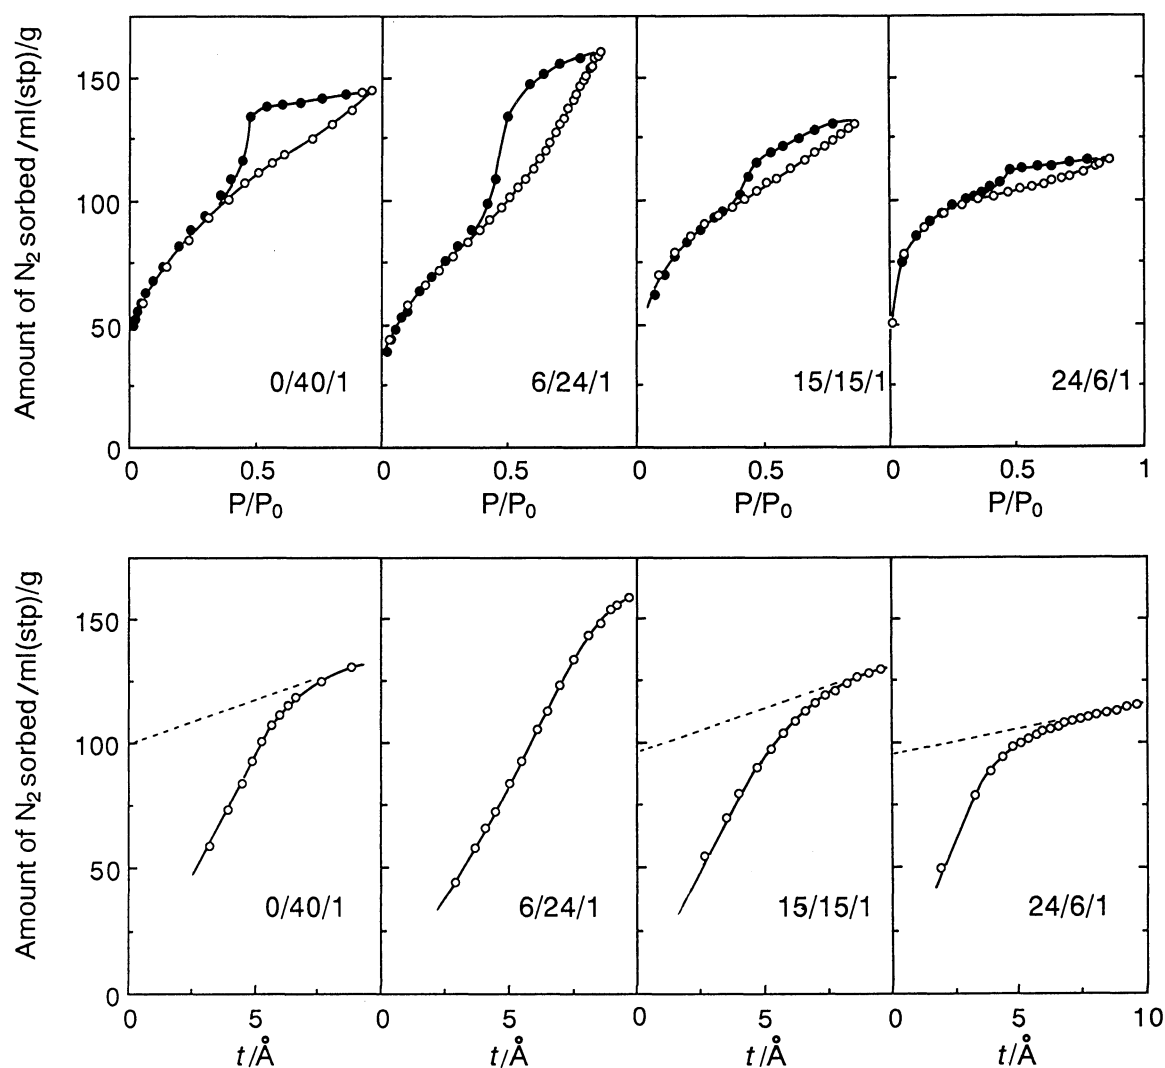 Amount of N₂ sorbed /ml(stp)/g
150
100
50
0
0/40/1
6/24/1
15/15/1
24/6/1
0 0.5 0 0.5 0 0.5 0 0.5 1
P/P₀ P/P₀ P/P₀ P/P₀
Amount of N₂ sorbed /ml(stp)/g
150
100
50
0
0/40/1
6/24/1
15/15/1
24/6/1
0 5 0 5 0 5 0 5 10
t/Å t/Å t/Å t/Å